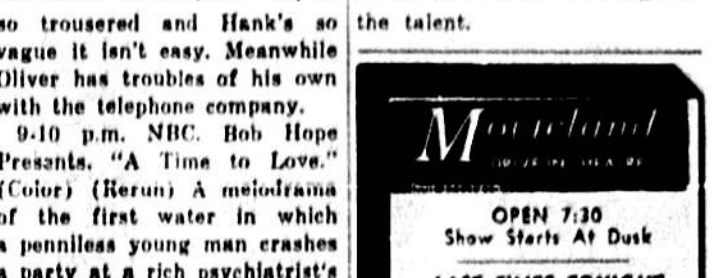 so trousered and Hank's so
vague it isn't easy. Meanwhile
Oliver has troubles of his own
with the telephone company.
9-10 p.m. NBC. Bob Hope
Presents. "A Time to Love."
(Color) (Rerun) A melodrama
of the first water in which
a penniless young man crashes
a party at a rich psychiatrist's
the talent.
Movieland
OPEN 7:30
Show Starts At Dusk